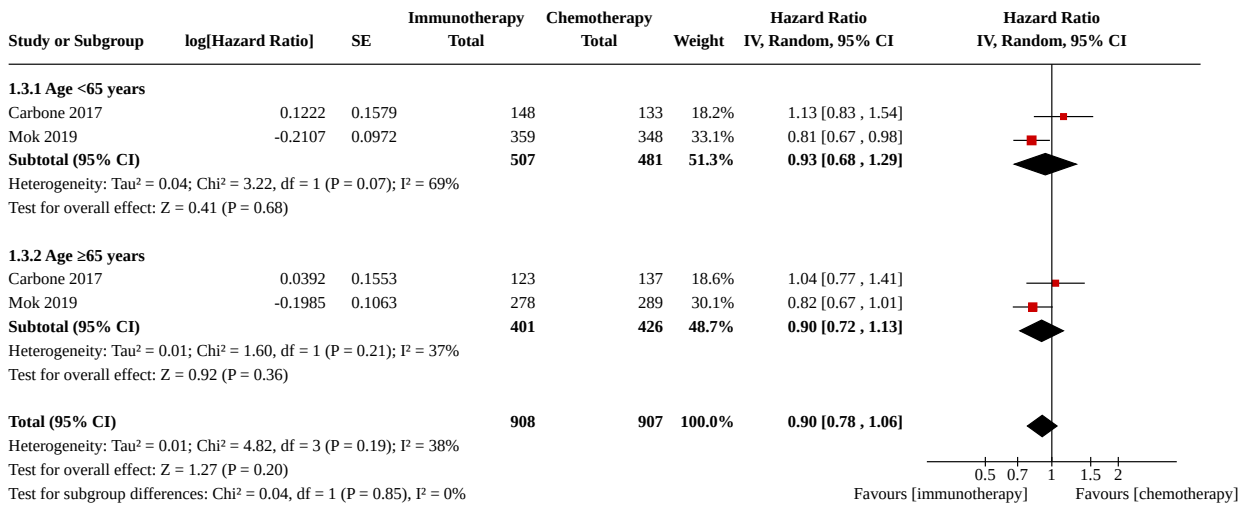 Immunotherapy Chemotherapy Hazard Ratio Hazard Ratio
Study or Subgroup log[Hazard Ratio] SE Total Total Weight IV, Random, 95% CI IV, Random, 95% CI
1.3.1 Age <65 years
Carbone 2017 0.1222 0.1579 148 133 18.2% 1.13 [0.83 , 1.54]
Mok 2019 -0.2107 0.0972 359 348 33.1% 0.81 [0.67 , 0.98]
Subtotal (95% CI) 507 481 51.3% 0.93 [0.68 , 1.29]
Heterogeneity: Tau² = 0.04; Chi² = 3.22, df = 1 (P = 0.07); I² = 69%
Test for overall effect: Z = 0.41 (P = 0.68)
1.3.2 Age ≥65 years
Carbone 2017 0.0392 0.1553 123 137 18.6% 1.04 [0.77 , 1.41]
Mok 2019 -0.1985 0.1063 278 289 30.1% 0.82 [0.67 , 1.01]
Subtotal (95% CI) 401 426 48.7% 0.90 [0.72 , 1.13]
Heterogeneity: Tau² = 0.01; Chi² = 1.60, df = 1 (P = 0.21); I² = 37%
Test for overall effect: Z = 0.92 (P = 0.36)
Total (95% CI) 908 907 100.0% 0.90 [0.78 , 1.06]
Heterogeneity: Tau² = 0.01; Chi² = 4.82, df = 3 (P = 0.19); I² = 38%
Test for overall effect: Z = 1.27 (P = 0.20) 0.5 0.7 1 1.5 2
Test for subgroup differences: Chi² = 0.04, df = 1 (P = 0.85), I² = 0% Favours [immunotherapy] Favours [chemotherapy]